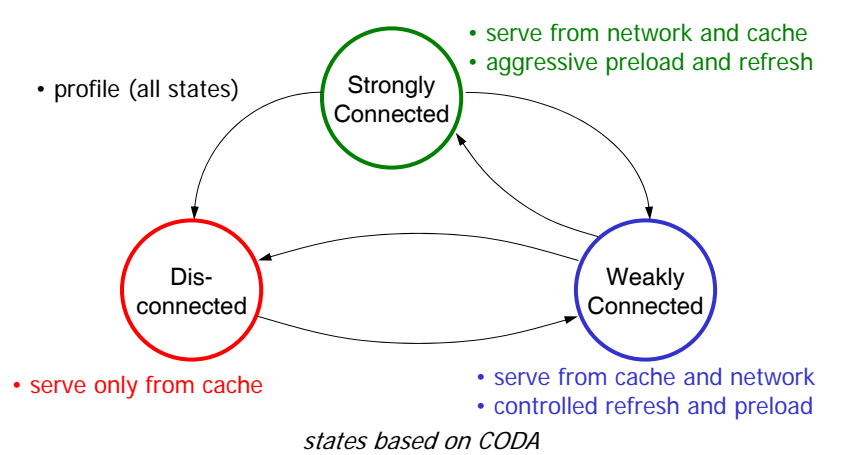 • serve from network and cache
• aggressive preload and refresh
• profile (all states)
Strongly
Connected
Dis-
connected
Weakly
Connected
• serve only from cache
• serve from cache and network
• controlled refresh and preload
states based on CODA